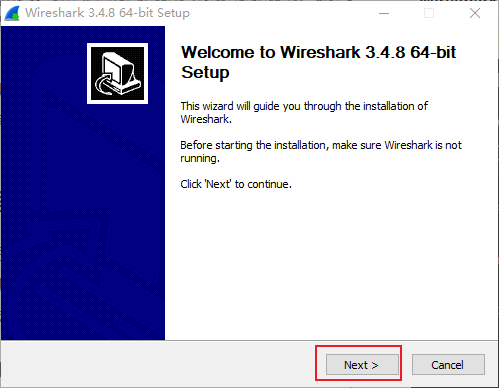 Wireshark 3.4.8 64-bit Setup
Welcome to Wireshark 3.4.8 64-bit
Setup
This wizard will guide you through the installation of
Wireshark.
Before starting the installation, make sure Wireshark is not
running.
Click 'Next' to continue.
Next >
Cancel